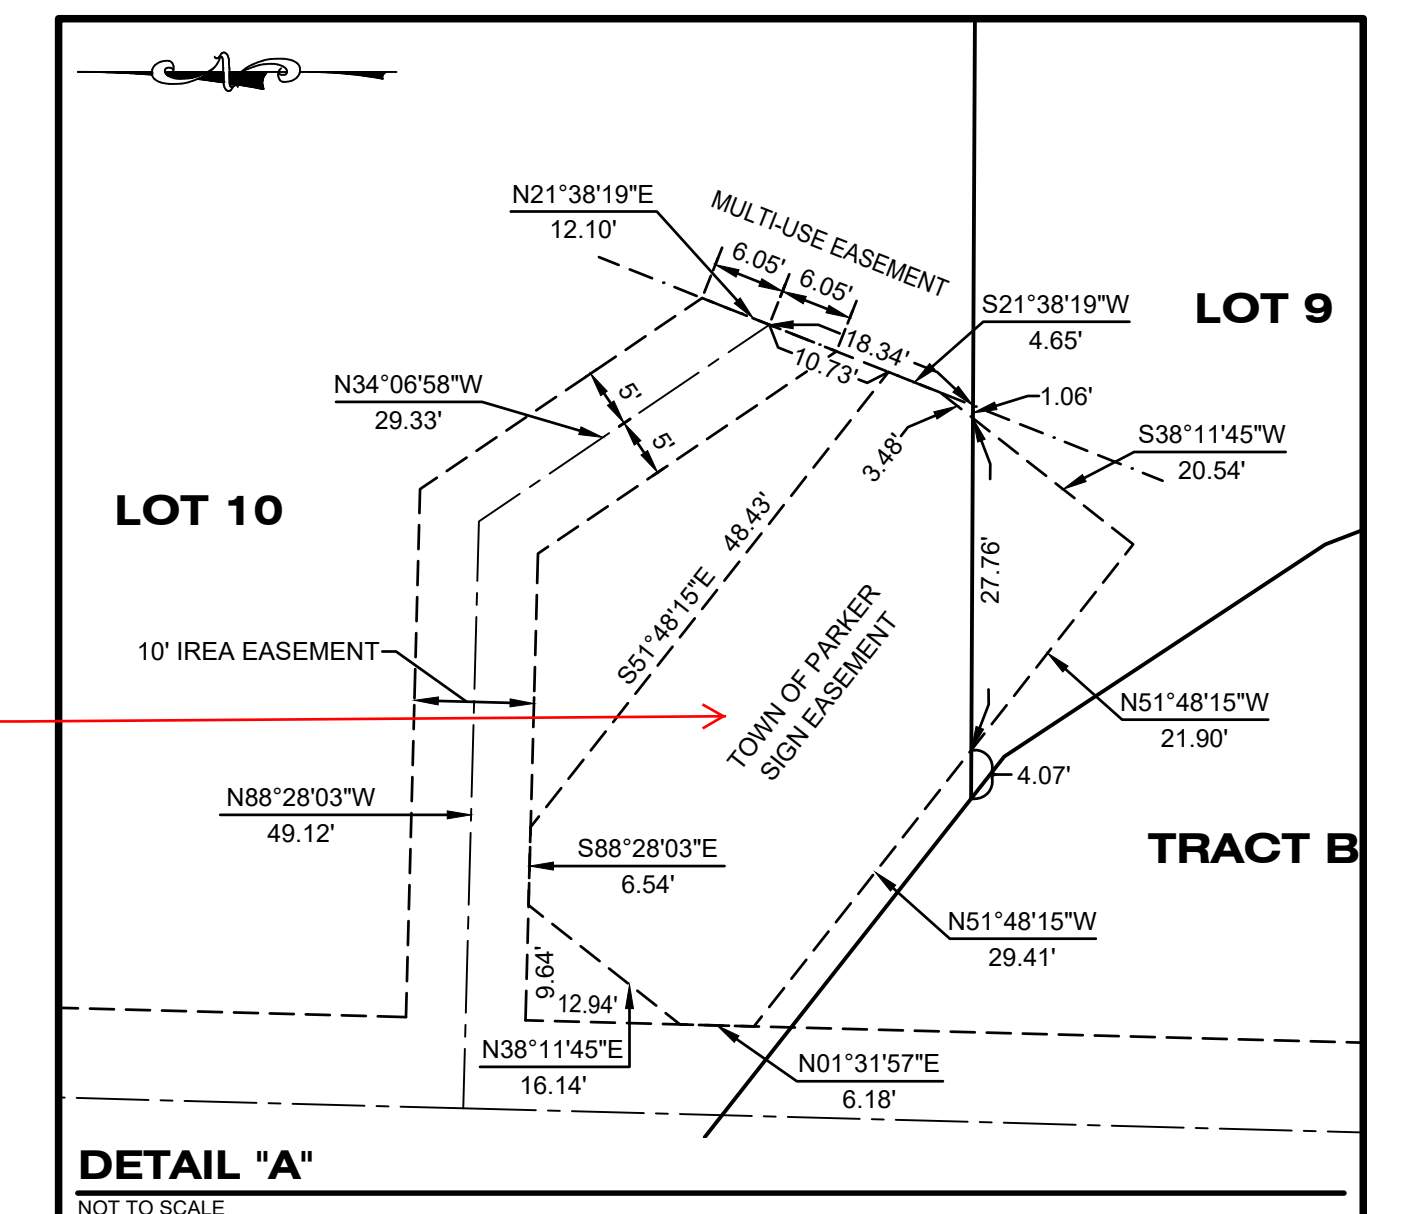 N
N21°38'19"E
12.10'
MULTI-USE EASEMENT
6.05'
6.05'
S21°38'19"W
4.65'
LOT 9
18.34'
10.73'
1.06'
N34°06'58"W
29.33'
5'
5'
3.48'
S38°11'45"W
20.54'
LOT 10
S51°48'15"E 48.43'
27.76'
TOWN OF PARKER
SIGN EASEMENT
10' IREA EASEMENT
N51°48'15"W
21.90'
4.07'
N88°28'03"W
49.12'
S88°28'03"E
6.54'
TRACT B
N51°48'15"W
29.41'
9.64'
12.94'
N38°11'45"E
16.14'
N01°31'57"E
6.18'
DETAIL "A"
NOT TO SCALE